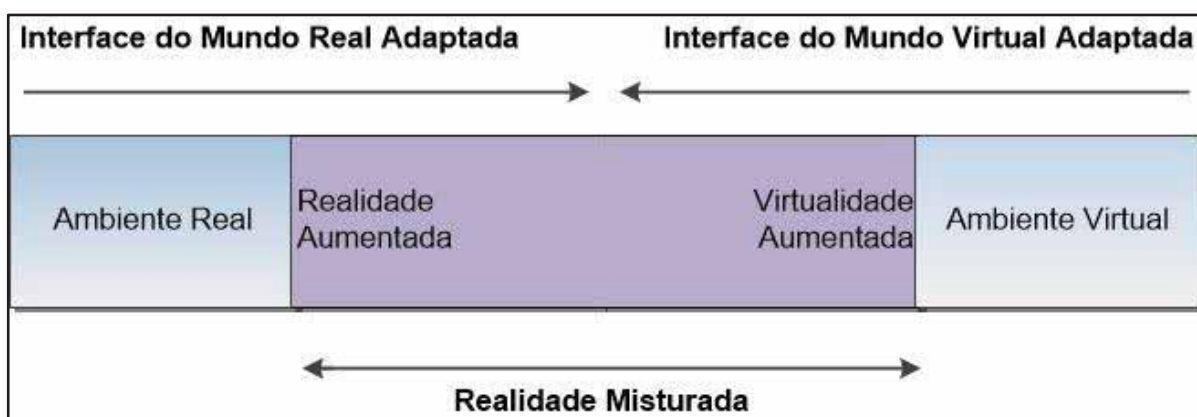 Interface do Mundo Real Adaptada
Interface do Mundo Virtual Adaptada
Ambiente Real
Realidade
Aumentada
Virtualidade
Aumentada
Ambiente Virtual
Realidade Misturada